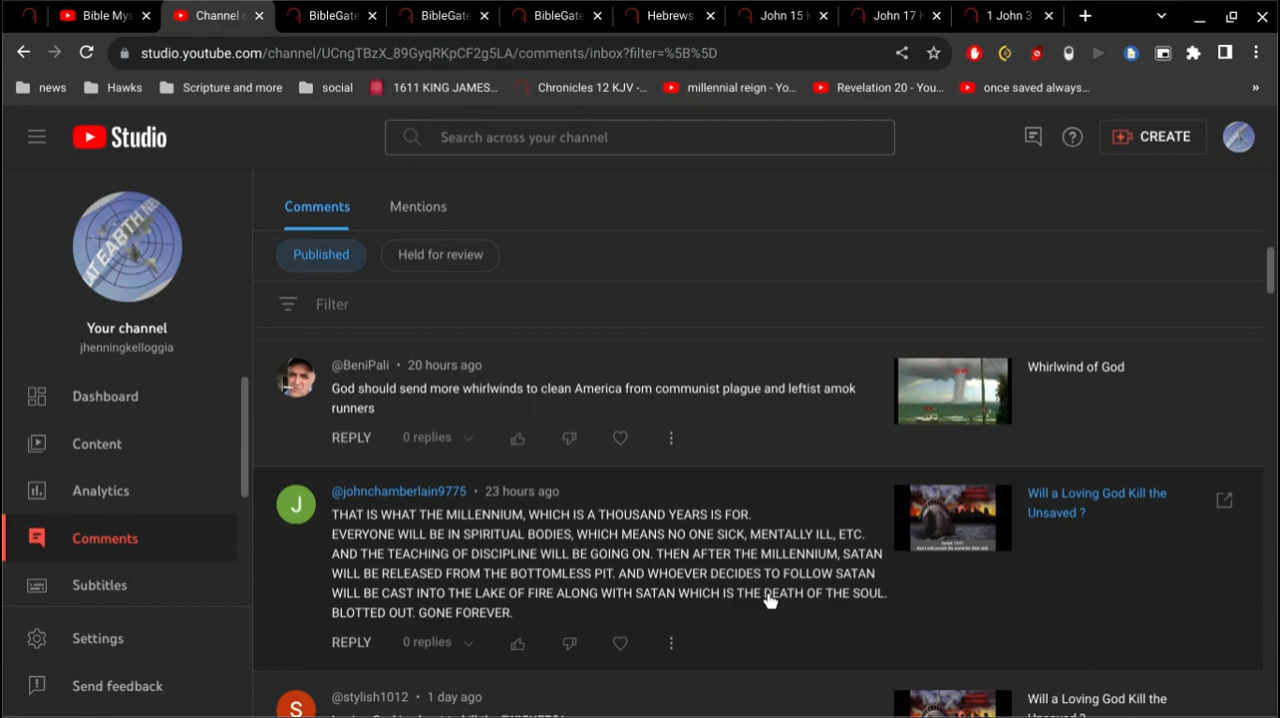 Bible Mys
Channel c
BibleGate
BibleGate
BibleGate
Hebrews
John 15
John 17
1 John 3
studio.youtube.com/channel/UCngTBzX_89GyqRKpCF2g5LA/comments/inbox?filter=%5B%5D
news
Hawks
Scripture and more
social
1611 KING JAMES...
Chronicles 12 KJV -...
millennial reign - Yo...
Revelation 20 - You...
once saved always...
»
Studio
Search across your channel
CREATE
LAT EARTH NE
Your channel
jhenningkelloggia
Dashboard
Content
Analytics
Comments
Subtitles
Settings
Send feedback
Comments
Mentions
Published
Held for review
Filter
@BeniPali • 20 hours ago
God should send more whirlwinds to clean America from communist plague and leftist amok
runners
REPLY
0 replies
Whirlwind of God
J
@johnchamberlain9775 • 23 hours ago
THAT IS WHAT THE MILLENNIUM, WHICH IS A THOUSAND YEARS IS FOR.
EVERYONE WILL BE IN SPIRITUAL BODIES, WHICH MEANS NO ONE SICK, MENTALLY ILL, ETC.
AND THE TEACHING OF DISCIPLINE WILL BE GOING ON. THEN AFTER THE MILLENNIUM, SATAN
WILL BE RELEASED FROM THE BOTTOMLESS PIT. AND WHOEVER DECIDES TO FOLLOW SATAN
WILL BE CAST INTO THE LAKE OF FIRE ALONG WITH SATAN WHICH IS THE DEATH OF THE SOUL.
BLOTTED OUT. GONE FOREVER.
REPLY
0 replies
Will a Loving God Kill the
Unsaved ?
S
@stylish1012 • 1 day ago
Will a Loving God Kill the